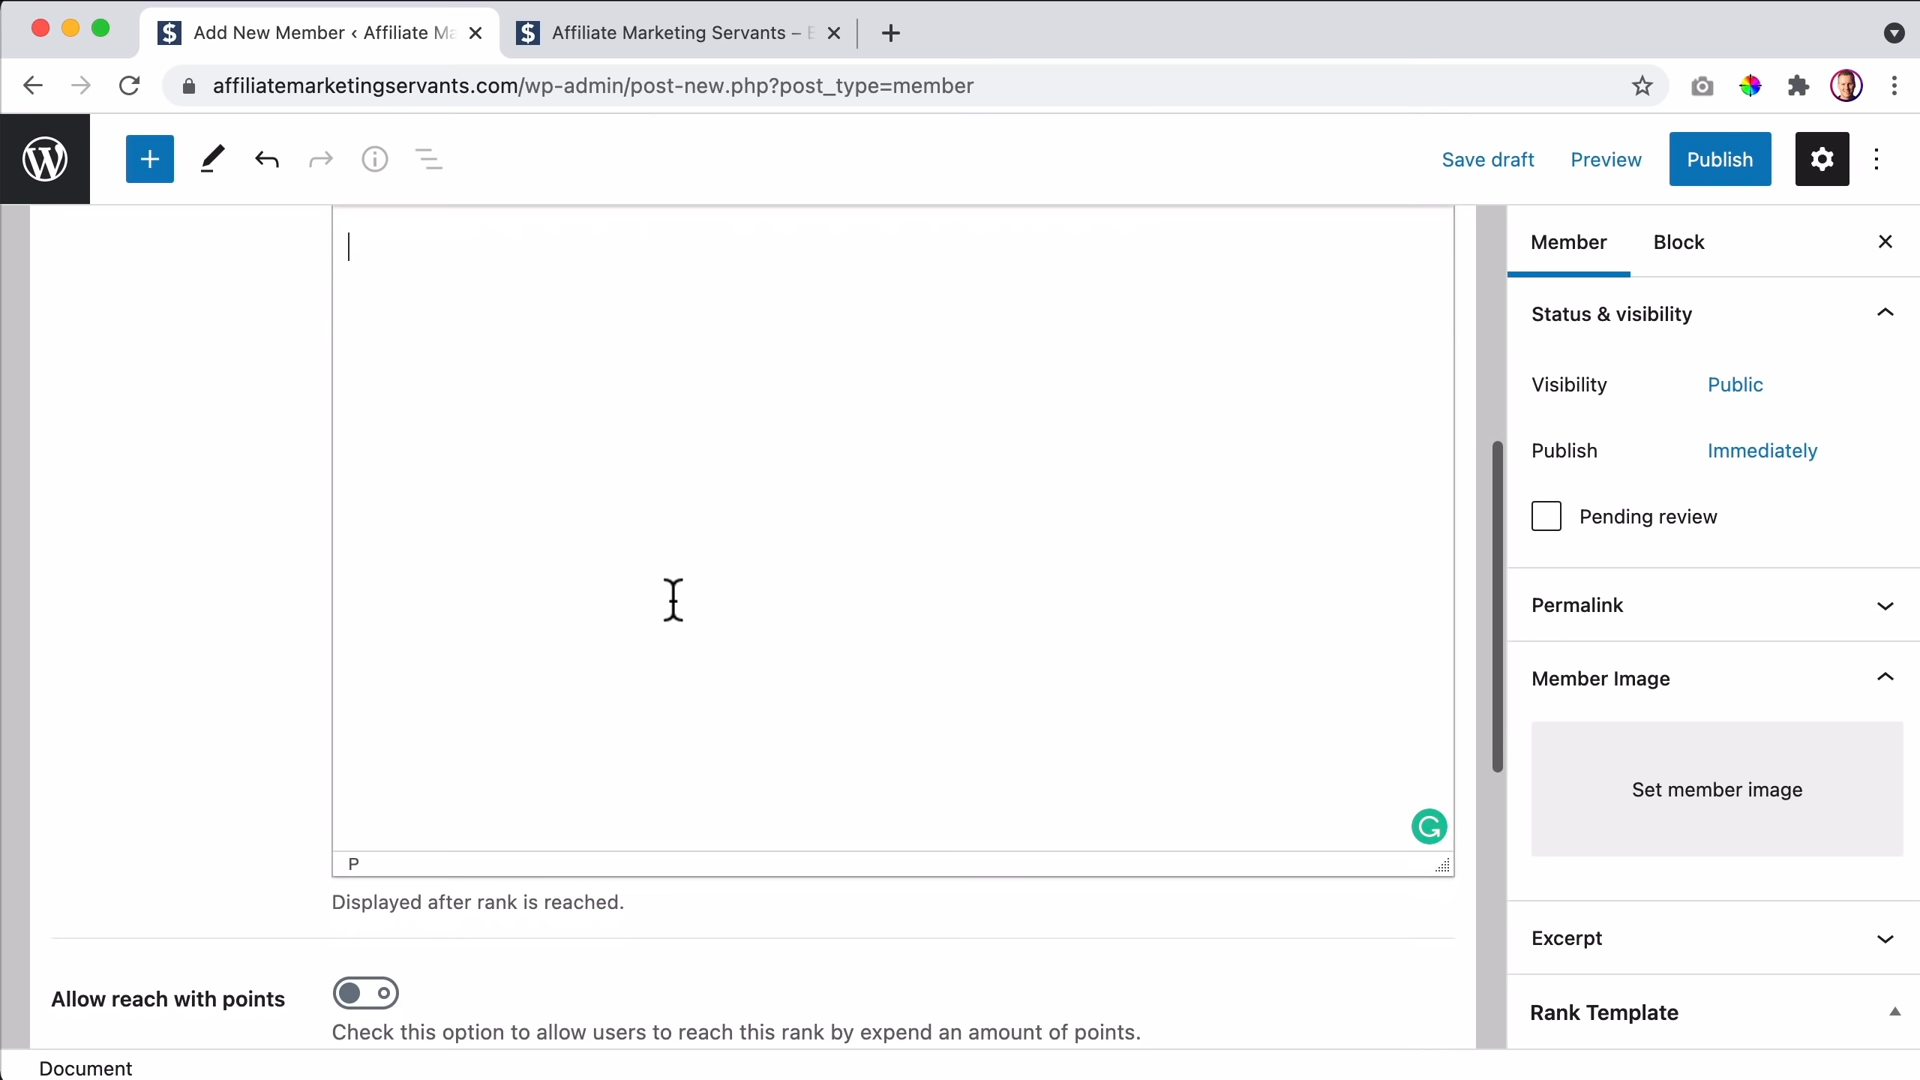 Add New Member ‹ Affiliate Ma
Affiliate Marketing Servants – E
affiliatemarketingservants.com/wp-admin/post-new.php?post_type=member
Save draft
Preview
Publish
Member
Block
Status & visibility
Visibility
Public
Publish
Immediately
Pending review
Permalink
Member Image
Set member image
P
Displayed after rank is reached.
Excerpt
Allow reach with points
Rank Template
Check this option to allow users to reach this rank by expend an amount of points.
Document